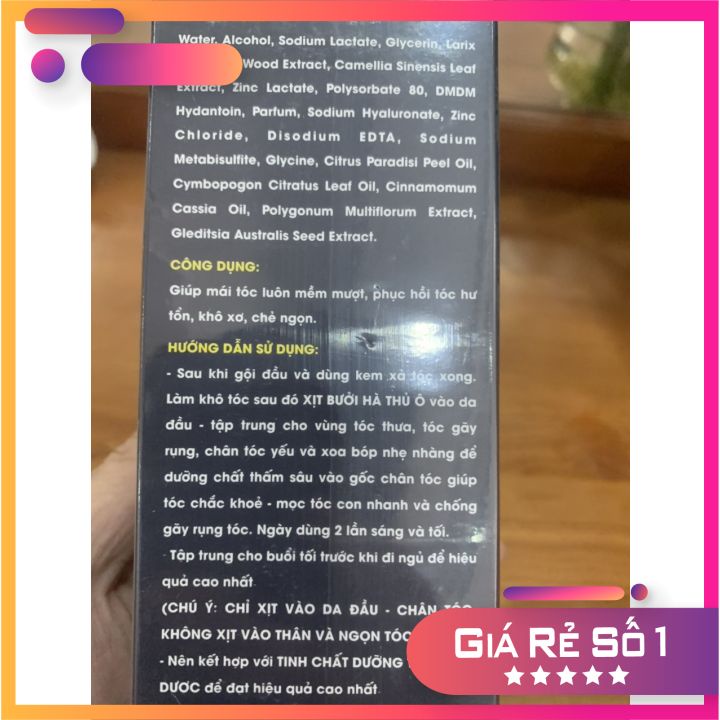 Water, Alcohol, Sodium Lactate, Glycerin, Larix
Wood Extract, Camellia Sinensis Leaf
Extract, Zinc Lactate, Polysorbate 80, DMDM
Hydantoin, Parfum, Sodium Hyaluronate, Zinc
Chloride, Disodium EDTA, Sodium
Metabisulfite, Glycine, Citrus Paradisi Peel Oil,
Cymbopogon Citratus Leaf Oil, Cinnamomum
Cassia Oil, Polygonum Multiflorum Extract,
Gleditsia Australis Seed Extract.
CÔNG DỤNG:
Giúp mái tóc luôn mềm mượt, phục hồi tóc hư
tổn, khô xơ, chẻ ngọn.
HƯỚNG DẪN SỬ DỤNG:
- Sau khi gội đầu và dùng kem xả tóc xong.
Làm khô tóc sau đó XỊT BƯỞI HÀ THỦ Ô vào da
đầu - tập trung cho vùng tóc thưa, tóc gãy
rụng, chân tóc yếu và xoa bóp nhẹ nhàng để
dưỡng chất thấm sâu vào gốc chân tóc giúp
tóc chắc khoẻ - mọc tóc con nhanh và chống
gãy rụng tóc. Ngày dùng 2 lần sáng và tối.
- Tập trung cho buổi tối trước khi đi ngủ để hiệu
quả cao nhất
(CHÚ Ý: CHỈ XỊT VÀO DA ĐẦU - CHÂN TÓC,
KHÔNG XỊT VÀO THÂN VÀ NGỌN TÓC
- Nên kết hợp với TINH CHẤT DƯỠNG
DƯỢC để đạt hiệu quả cao nhất
GIÁ RẺ SỐ 1